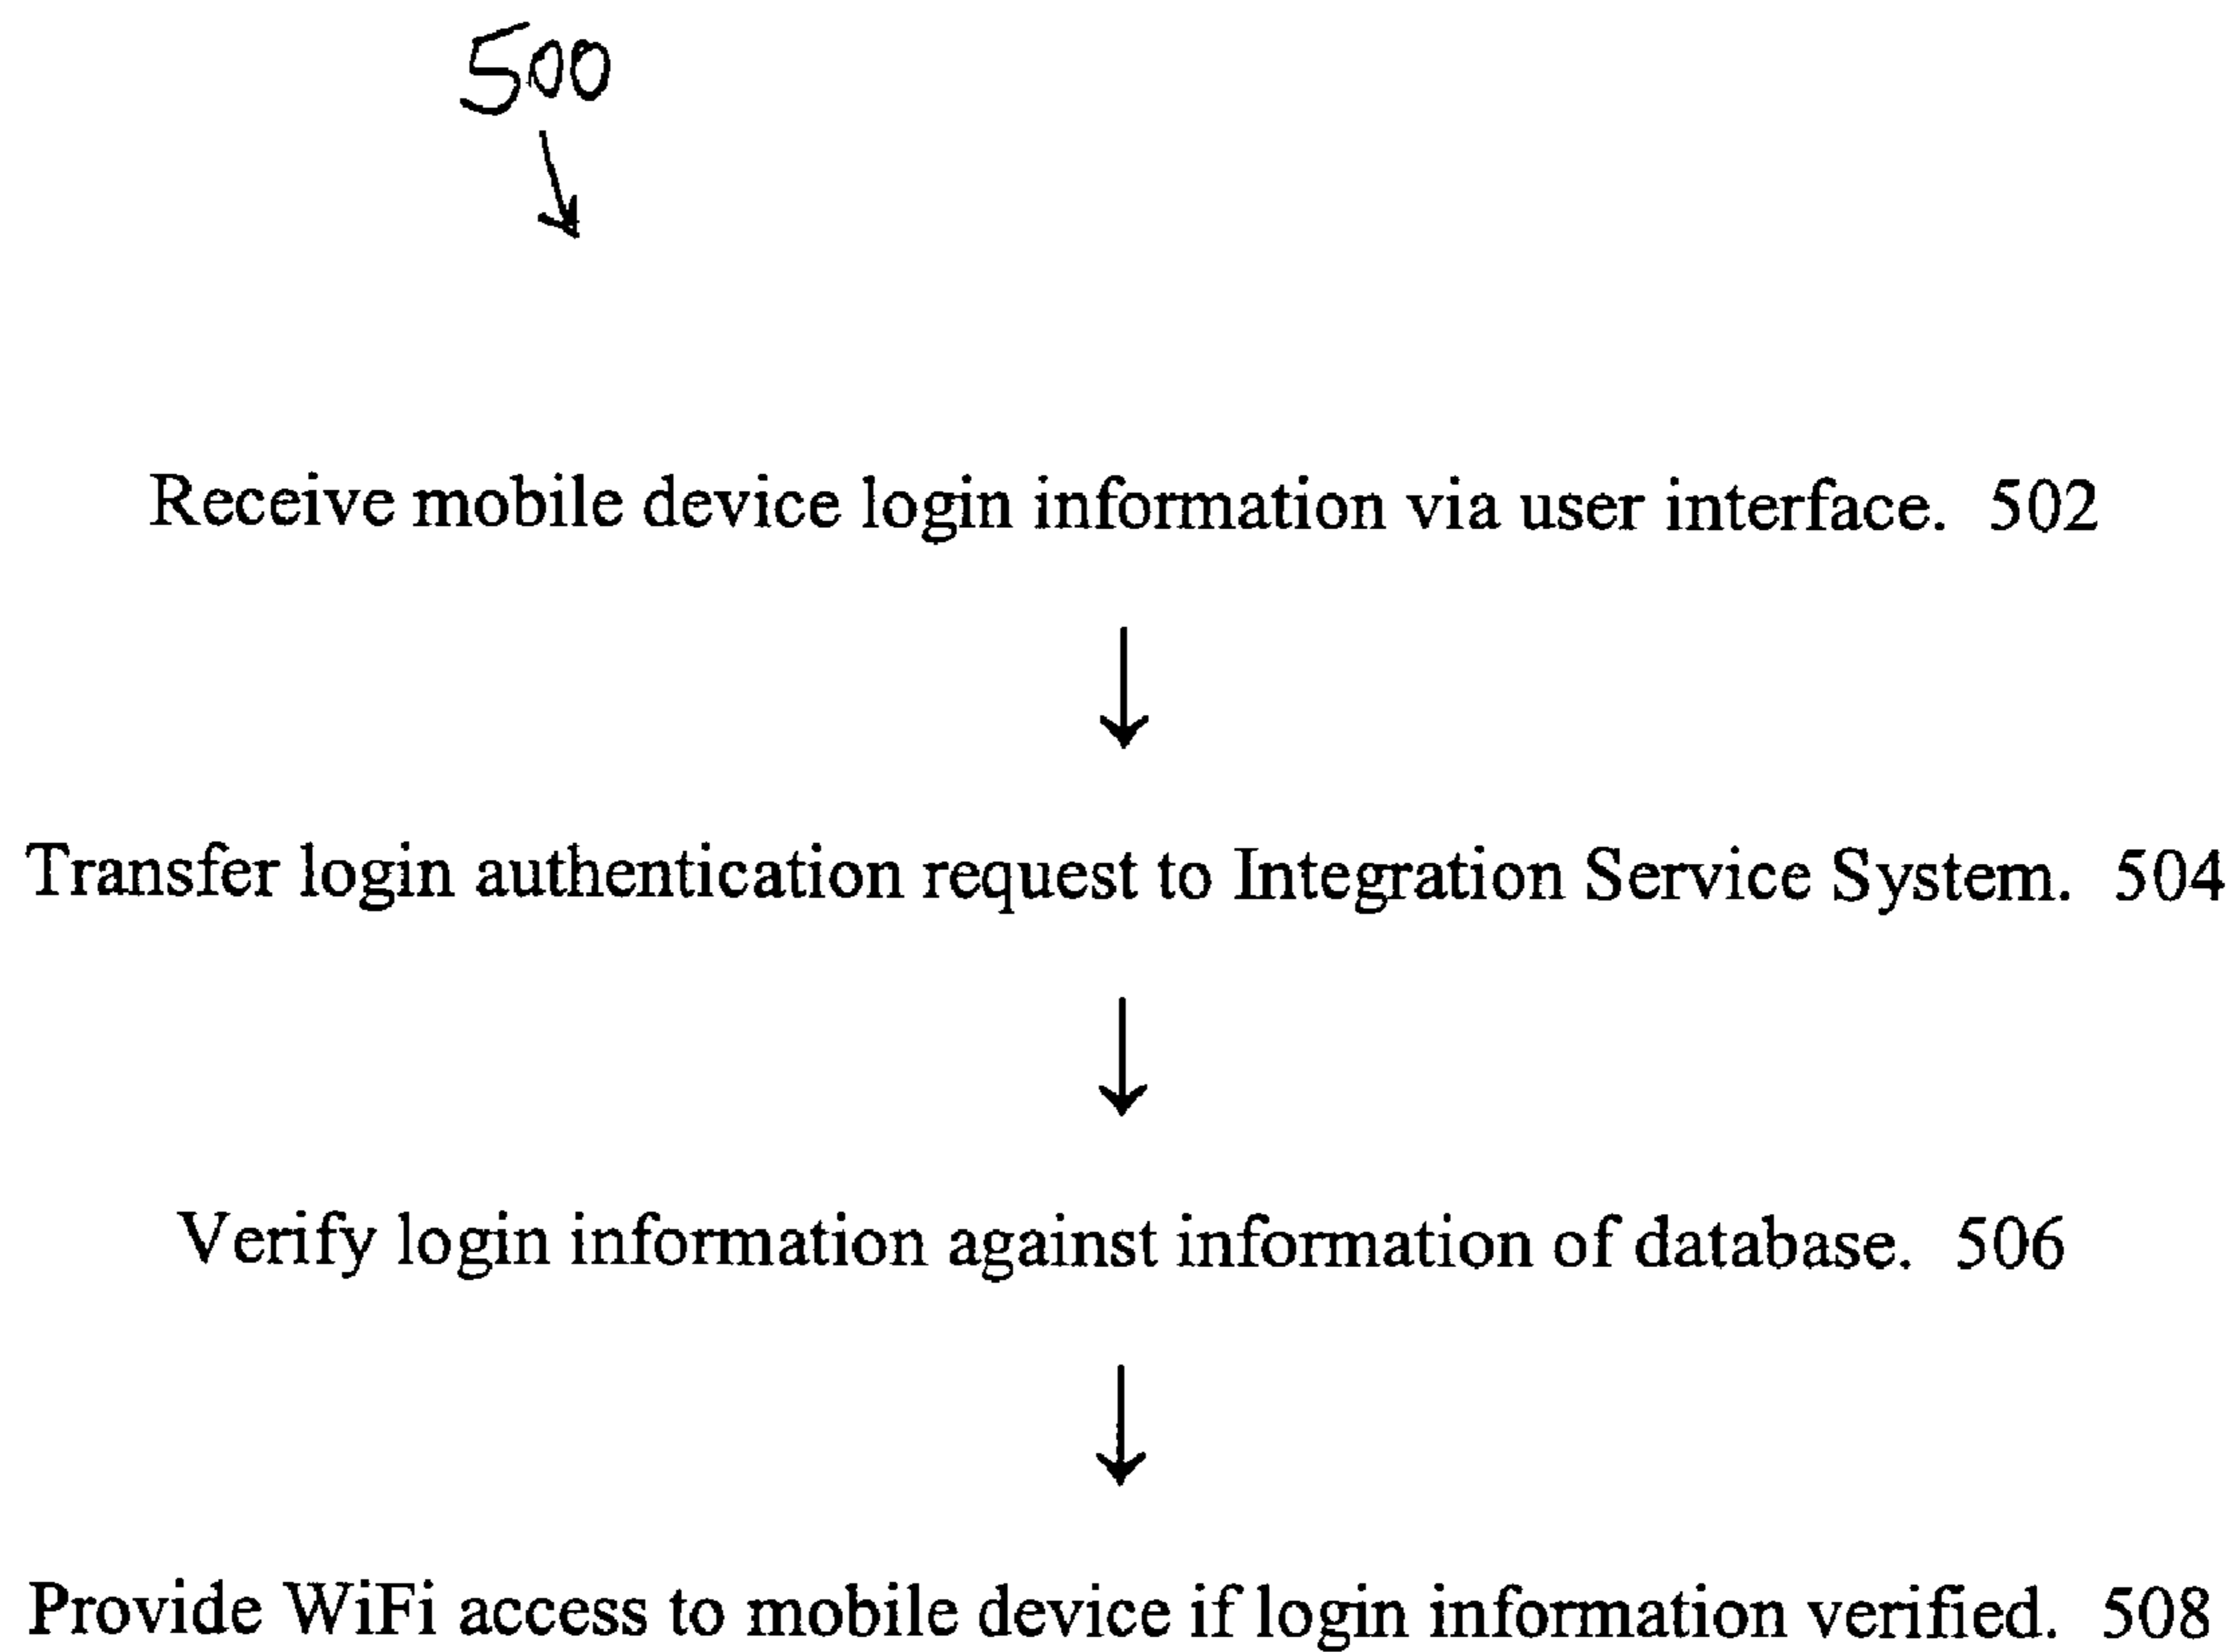 500
Receive mobile device login information via user interface. 502
Transfer login authentication request to Integration Service System. 504
Verify login information against information of database. 506
Provide WiFi access to mobile device if login information verified. 508